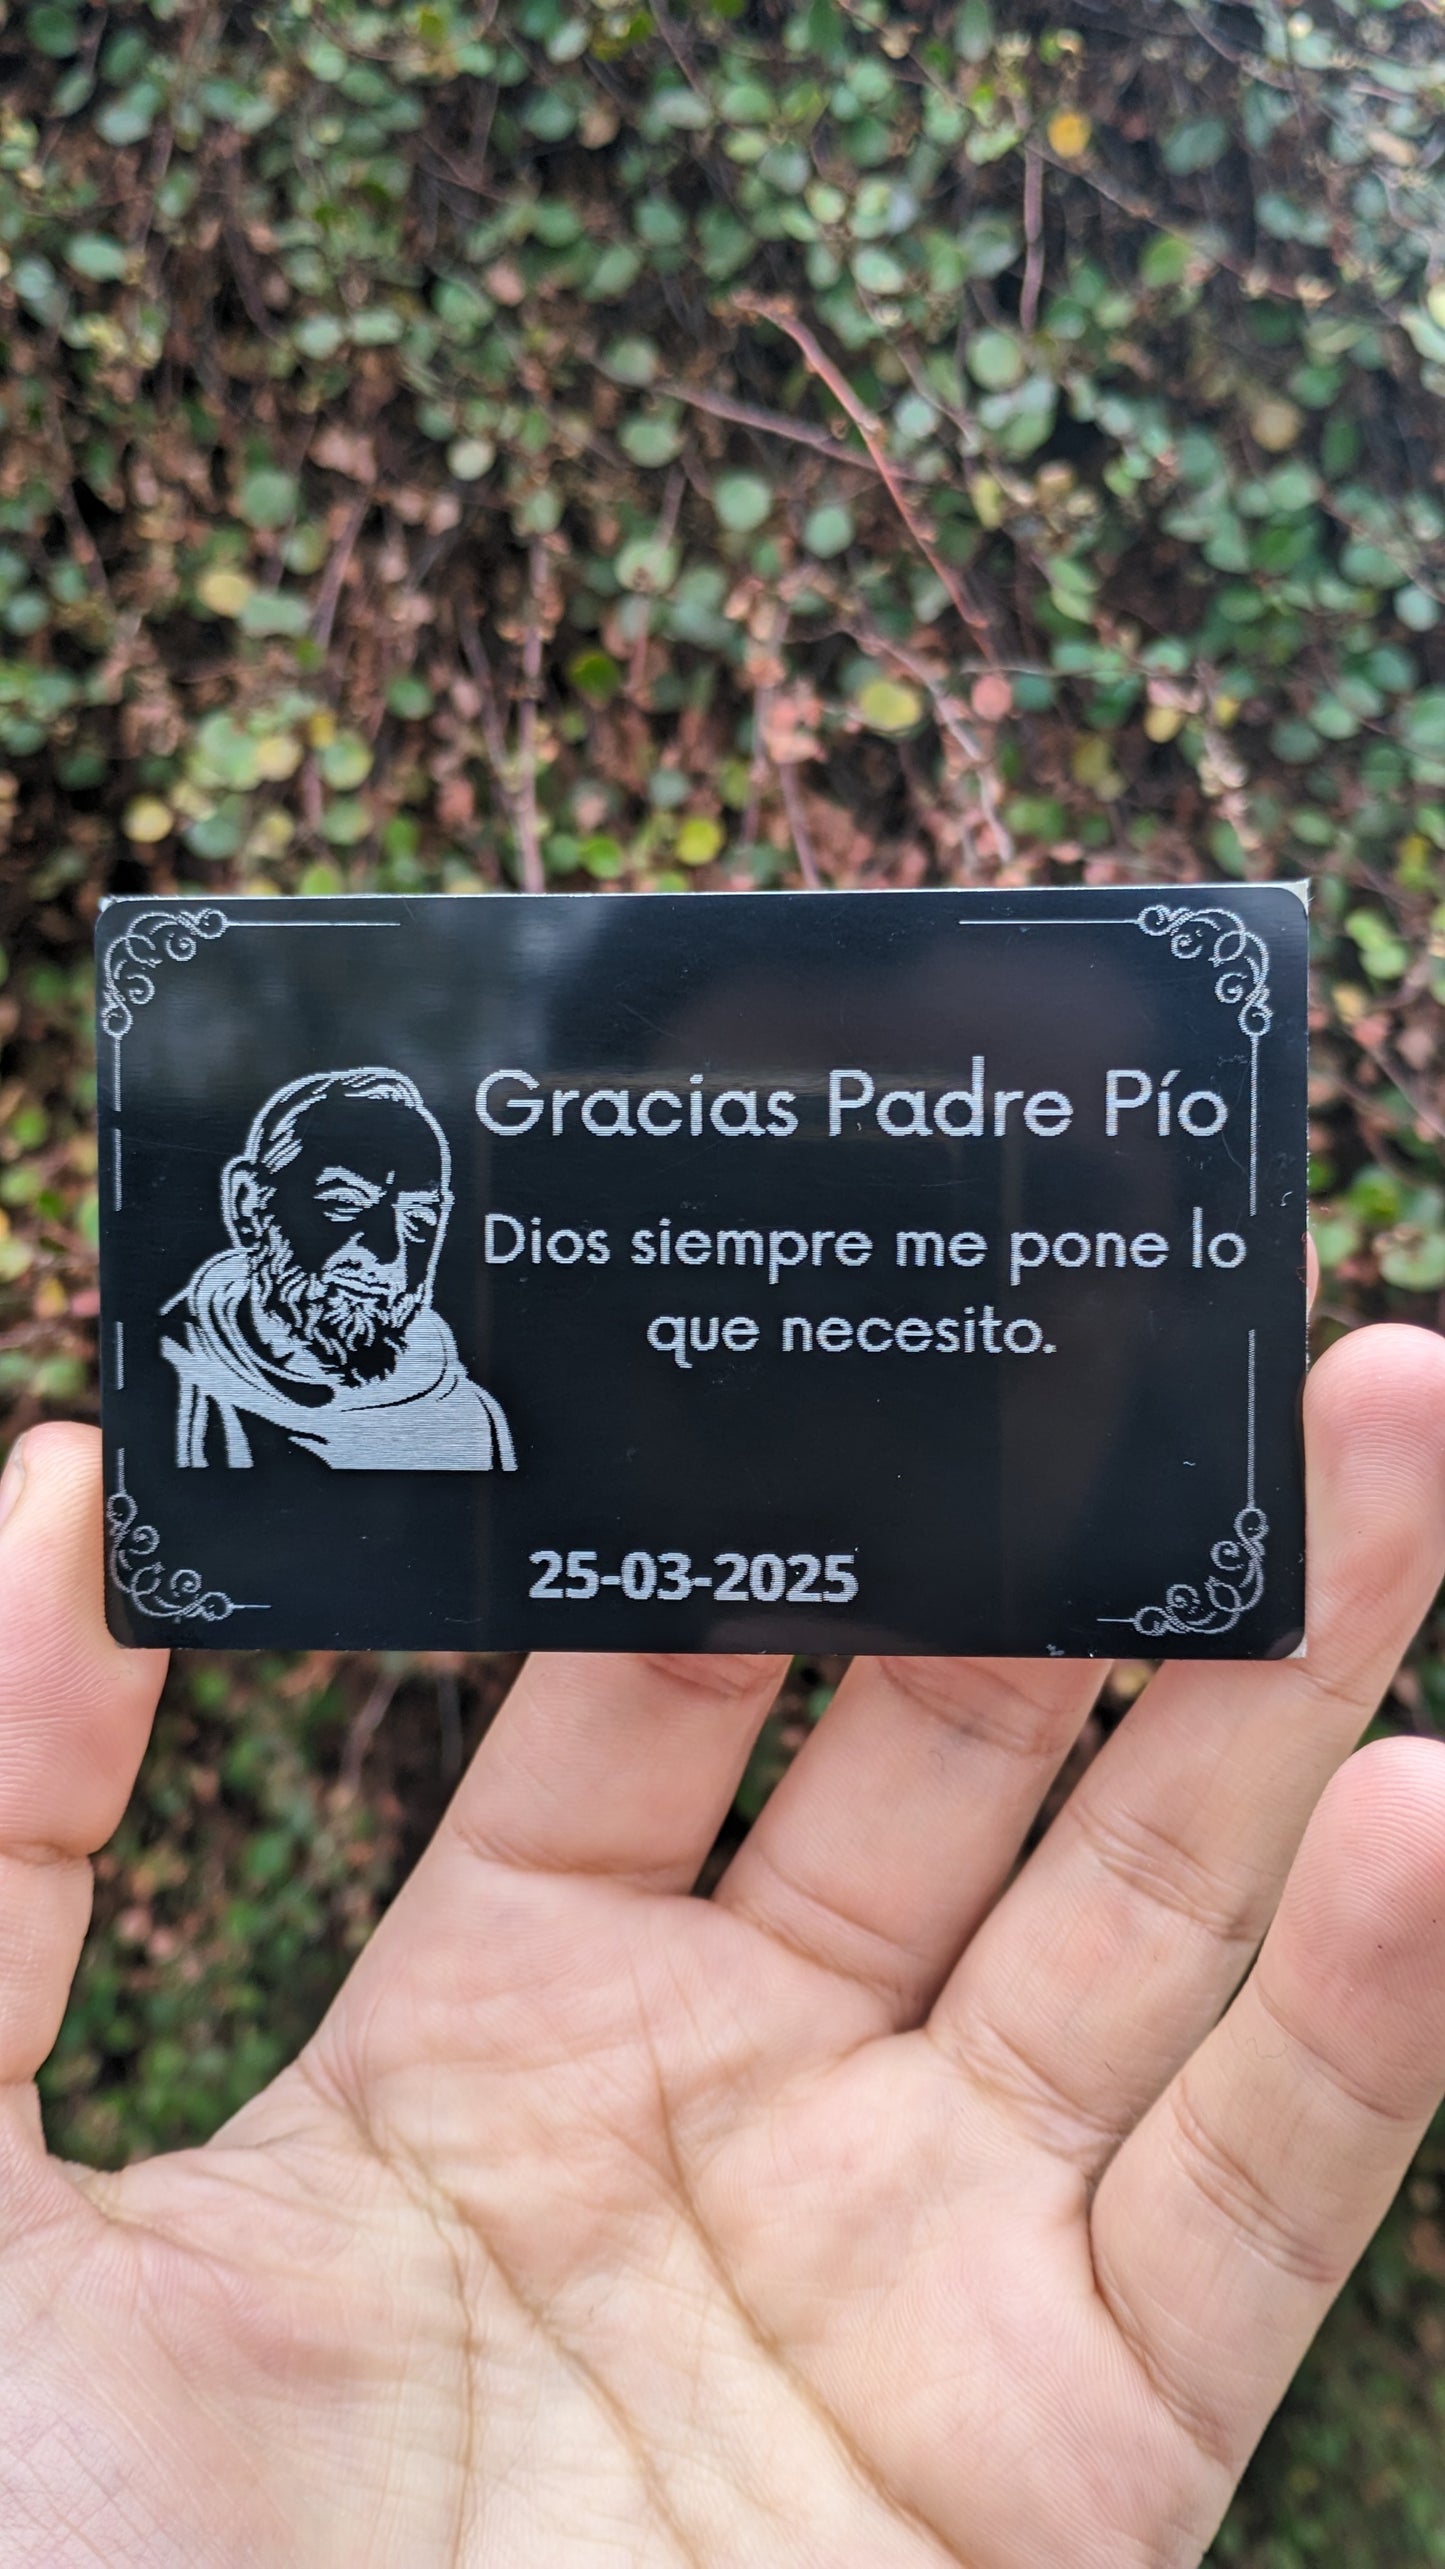 Gracias Padre Pío
Dios siempre me pone lo
que necesito.
25-03-2025